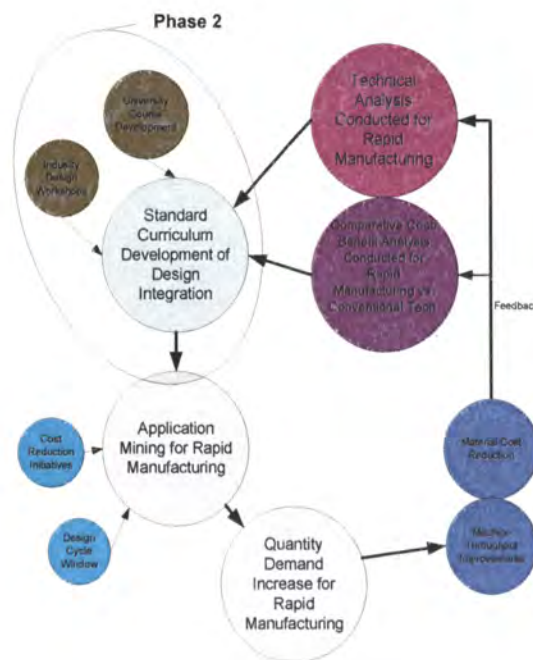 Phase 2
University
Course
Development
Industry
Design
Workshops
Standard
Curriculum
Development of
Design
Integration
Technical
Analysis
Conducted for
Rapid
Manufacturing
Comparative Cost/
Benefit Analysis
Conducted for
Rapid
Manufacturing vs.
Conventional Tech
Feedback
Application
Mining for Rapid
Manufacturing
Cost
Reduction
Initiatives
Design
Cycle
Window
Quantity
Demand
Increase for
Rapid
Manufacturing
Material Cost
Reduction
Machine
Throughput
Improvements